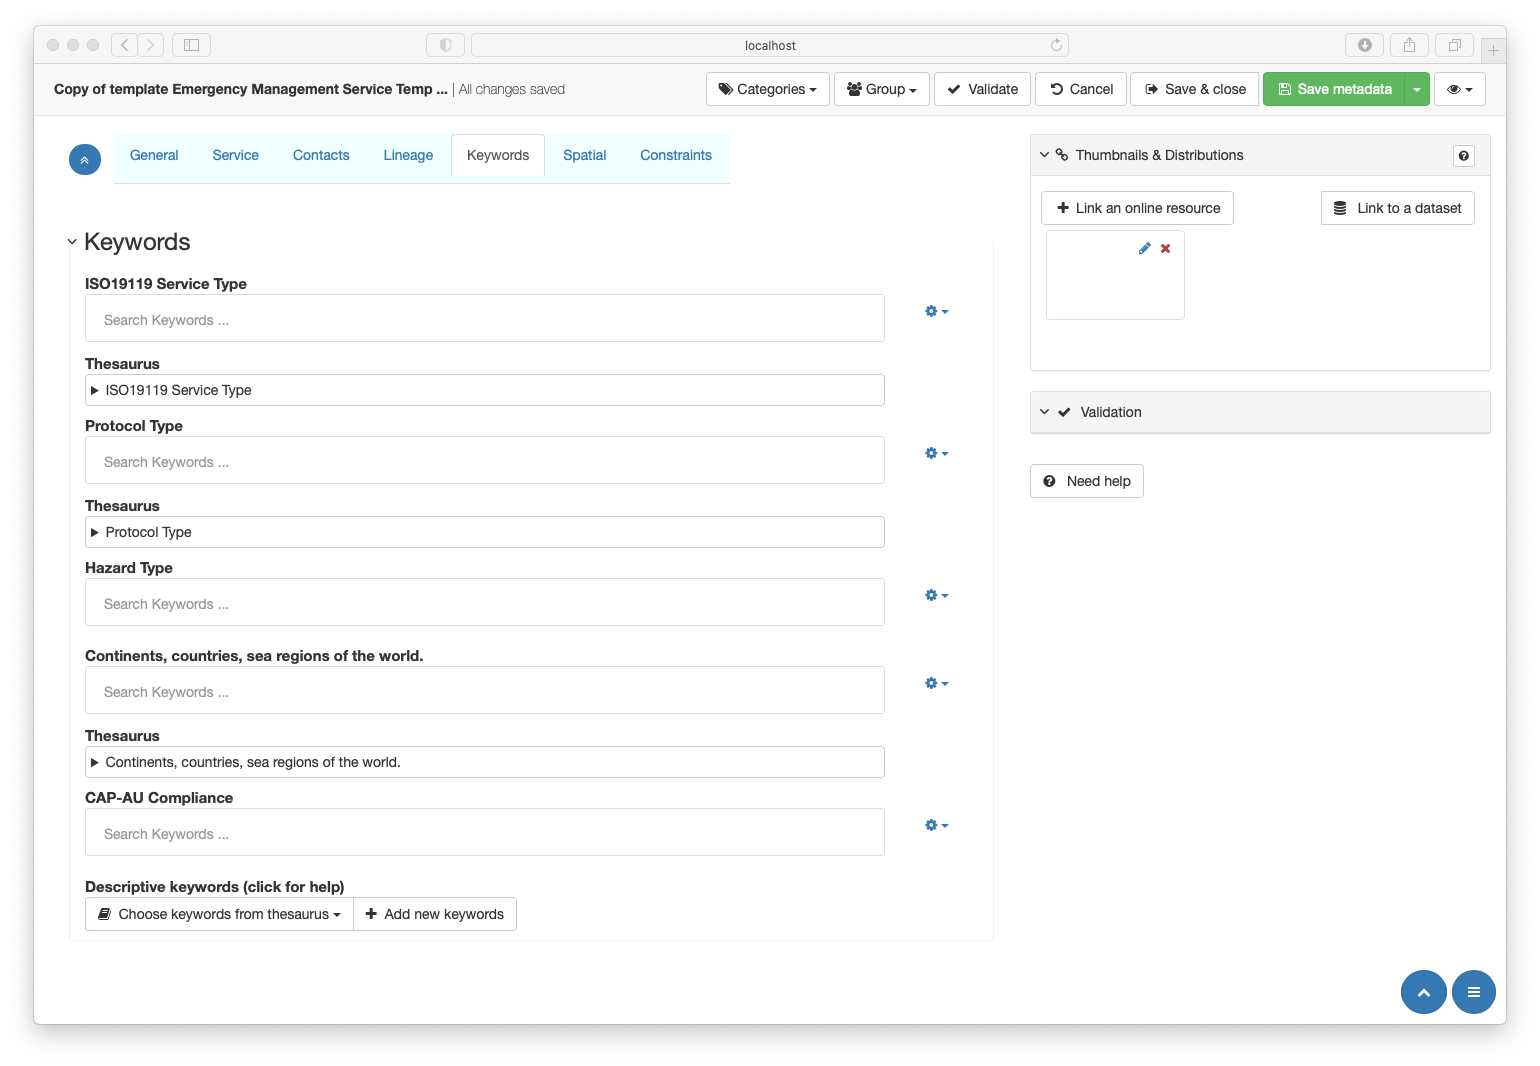 localhost
Copy of template Emergency Management Service Temp ... | All changes saved
Categories
Group
Validate
Cancel
Save & close
Save metadata
General
Service
Contacts
Lineage
Keywords
Spatial
Constraints
Thumbnails & Distributions
Link an online resource
Link to a dataset
Validation
Need help
Keywords
ISO19119 Service Type
Search Keywords ...
Thesaurus
ISO19119 Service Type
Protocol Type
Search Keywords ...
Thesaurus
Protocol Type
Hazard Type
Search Keywords ...
Continents, countries, sea regions of the world.
Search Keywords ...
Thesaurus
Continents, countries, sea regions of the world.
CAP-AU Compliance
Search Keywords ...
Descriptive keywords (click for help)
Choose keywords from thesaurus
Add new keywords